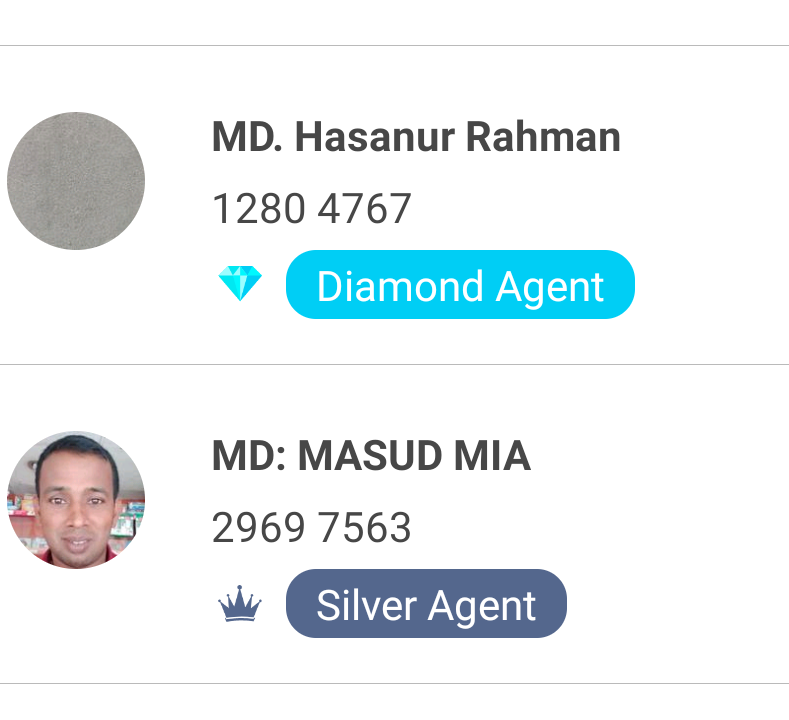 MD. Hasanur Rahman
1280 4767
Diamond Agent
MD: MASUD MIA
2969 7563
Silver Agent